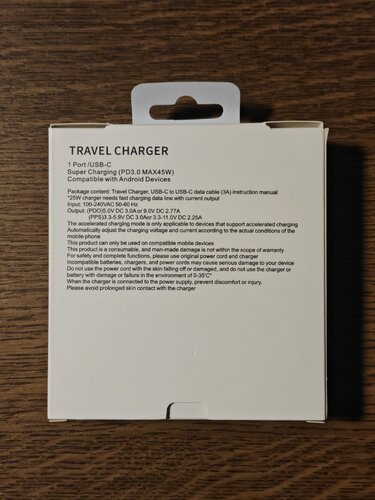 TRAVEL CHARGER
1 Port /USB-C
Super Charging (PD3.0 MAX45W)
Compatible with Android Devices
Package content: Travel Charger, USB-C to USB-C data cable (3A) instruction manual
*25W charger needs fast charging data line with current output
Input: 100-240VAC 50-60 Hz
Output: (PDO)5.0V DC 3.0A or 9.0V DC 2.77A
(PPS)3.3-5.9V DC 3.0Aor 3.3-11.0V DC 2.25A
The accelerated charging mode is only applicable to devices that support accelerated charging
Automatically adjust the charging voltage and current according to the actual conditions of the
mobile phone
This product can only be used on compatible mobile devices
This product is a consumable, and man-made damage is not within the scope of warranty
For safety and complete functions, please use original power cord and charger
Incompatible batteries, chargers, and power cords may cause serious damage to your device
Do not use the power cord with the skin falling off or damaged, and do not use the charger or
battery with damage or failure in the environment of 0-35℃*
When the charger is connected to the power supply, prevent discomfort or injury.
Please avoid prolonged skin contact with the charger